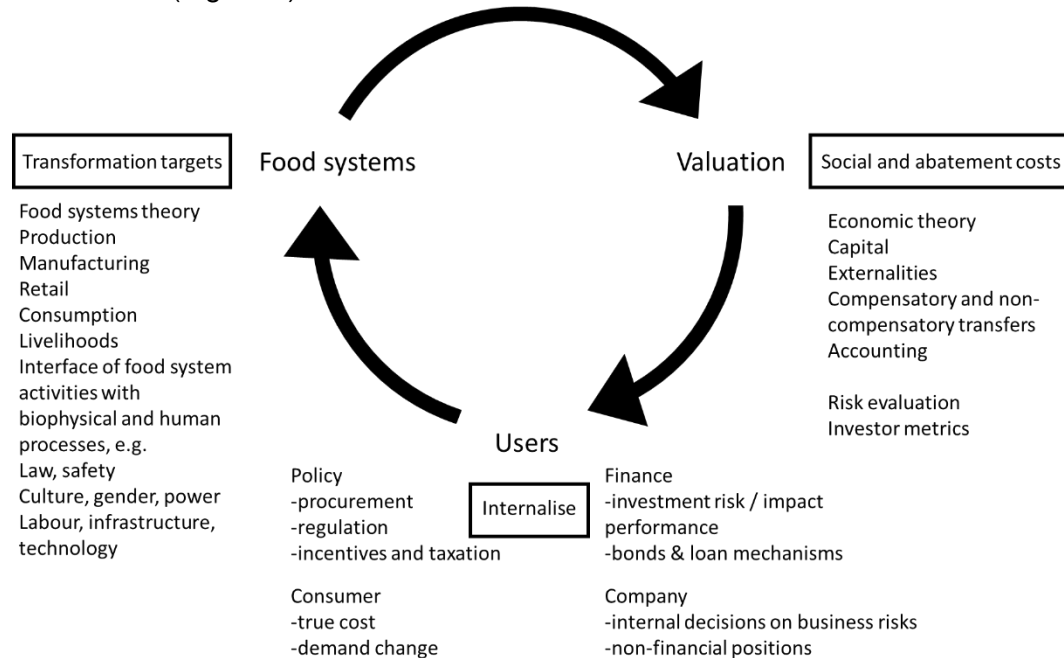 Transformation targets
Food systems
Valuation
Social and abatement costs
Food systems theory
Production
Manufacturing
Retail
Consumption
Livelihoods
Interface of food system
activities with
biophysical and human
processes, e.g.
Law, safety
Culture, gender, power
Labour, infrastructure,
technology
Economic theory
Capital
Externalities
Compensatory and non-
compensatory transfers
Accounting
Risk evaluation
Investor metrics
Users
Internalise
Policy
-procurement
-regulation
-incentives and taxation
Finance
-investment risk / impact
performance
-bonds & loan mechanisms
Consumer
-true cost
-demand change
Company
-internal decisions on business risks
-non-financial positions